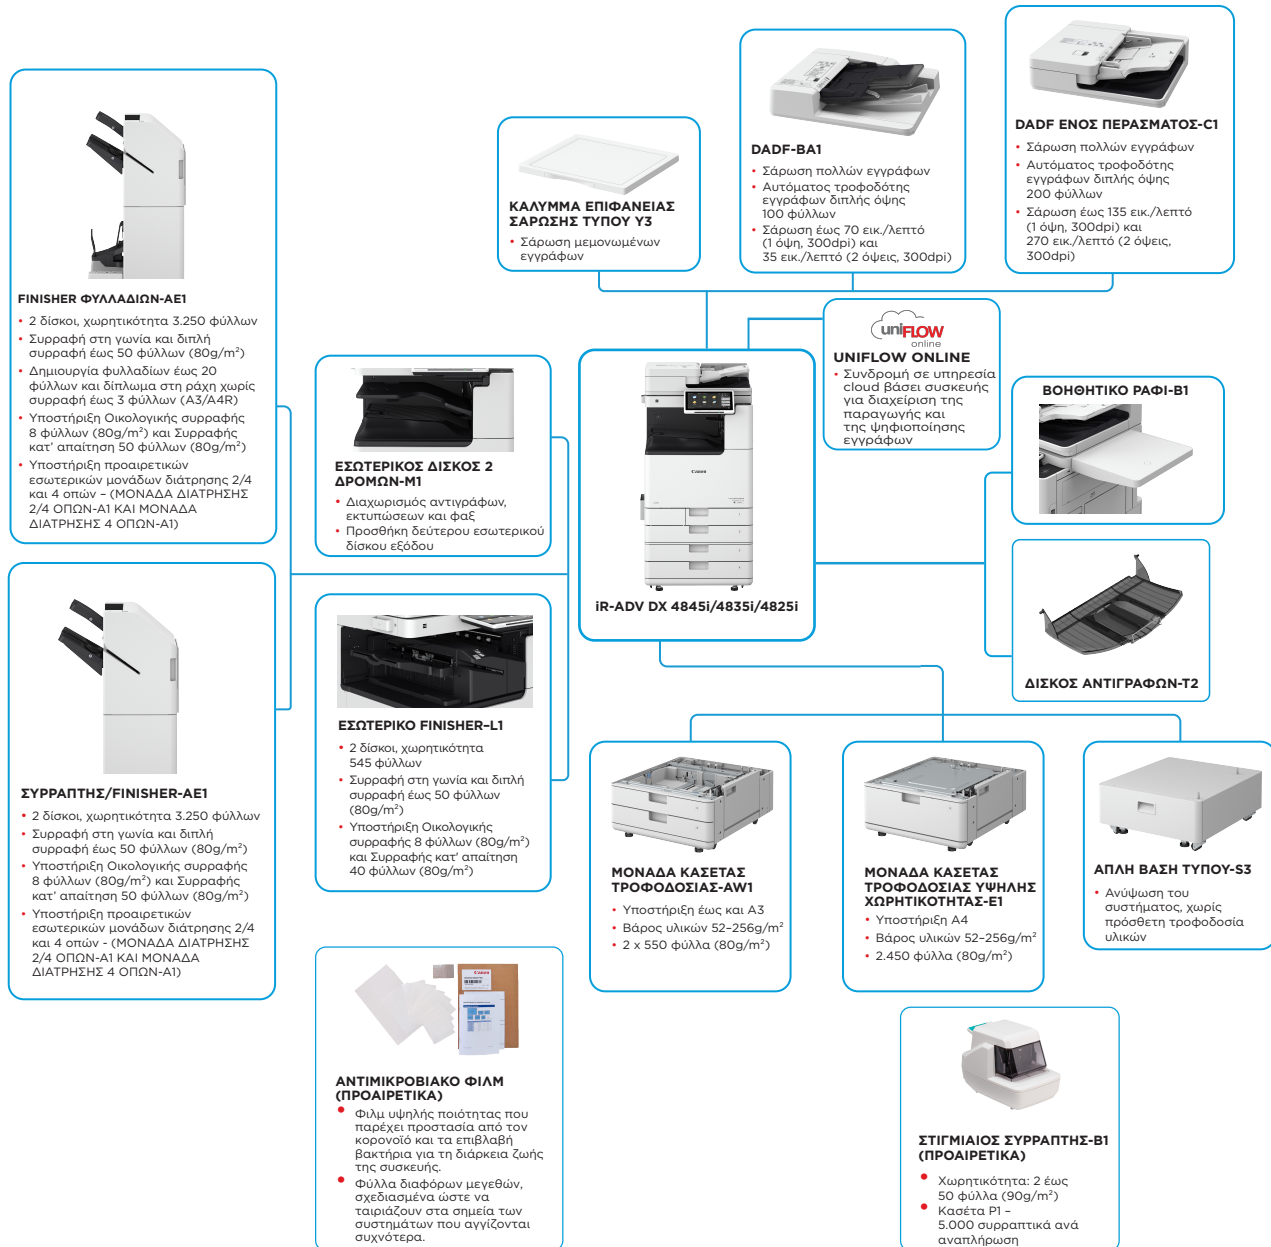 FINISHER ΦΥΛΛΑΔΙΩΝ-AE1
• 2 δίσκοι, χωρητικότητα 3.250 φύλλων
• Συρραφή στη γωνία και διπλή
συρραφή έως 50 φύλλων (80g/m²)
• Δημιουργία φυλλαδίων έως 20
φύλλων και δίπλωμα στη ράχη χωρίς
συρραφή έως 3 φύλλων (A3/A4R)
• Υποστήριξη Οικολογικής συρραφής
8 φύλλων (80g/m²) και Συρραφής
κατ' απαίτηση 50 φύλλων (80g/m²)
• Υποστήριξη προαιρετικών
εσωτερικών μονάδων διάτρησης 2/4
και 4 οπών – (ΜΟΝΑΔΑ ΔΙΑΤΡΗΣΗΣ
2/4 ΟΠΩΝ-A1 ΚΑΙ ΜΟΝΑΔΑ
ΔΙΑΤΡΗΣΗΣ 4 ΟΠΩΝ-A1)
ΣΥΡΡΑΠΤΗΣ/FINISHER-AE1
• 2 δίσκοι, χωρητικότητα 3.250 φύλλων
• Συρραφή στη γωνία και διπλή
συρραφή έως 50 φύλλων (80g/m²)
• Υποστήριξη Οικολογικής συρραφής
8 φύλλων (80g/m²) και Συρραφής
κατ' απαίτηση 50 φύλλων (80g/m²)
• Υποστήριξη προαιρετικών
εσωτερικών μονάδων διάτρησης 2/4
και 4 οπών - (ΜΟΝΑΔΑ ΔΙΑΤΡΗΣΗΣ
2/4 ΟΠΩΝ-A1 ΚΑΙ ΜΟΝΑΔΑ
ΔΙΑΤΡΗΣΗΣ 4 ΟΠΩΝ-A1)
ΕΣΩΤΕΡΙΚΟΣ ΔΙΣΚΟΣ 2
ΔΡΟΜΩΝ-M1
• Διαχωρισμός αντιγράφων,
εκτυπώσεων και φαξ
• Προσθήκη δεύτερου εσωτερικού
δίσκου εξόδου
ΕΣΩΤΕΡΙΚΟ FINISHER–L1
• 2 δίσκοι, χωρητικότητα
545 φύλλων
• Συρραφή στη γωνία και διπλή
συρραφή έως 50 φύλλων
(80g/m²)
• Υποστήριξη Οικολογικής
συρραφής 8 φύλλων (80g/m²)
και Συρραφής κατ' απαίτηση
40 φύλλων (80g/m²)
Canon
ΑΝΤΙΜΙΚΡΟΒΙΑΚΟ ΦΙΛΜ
(ΠΡΟΑΙΡΕΤΙΚΑ)
• Φιλμ υψηλής ποιότητας που
παρέχει προστασία από τον
κορονοϊό και τα επιβλαβή
βακτήρια για τη διάρκεια ζωής
της συσκευής.
• Φύλλα διαφόρων μεγεθών,
σχεδιασμένα ώστε να
ταιριάζουν στα σημεία των
συστημάτων που αγγίζονται
συχνότερα.
ΚΑΛΥΜΜΑ ΕΠΙΦΑΝΕΙΑΣ
ΣΑΡΩΣΗΣ ΤΥΠΟΥ Y3
• Σάρωση μεμονωμένων
εγγράφων
DADF-BA1
• Σάρωση πολλών εγγράφων
• Αυτόματος τροφοδότης
εγγράφων διπλής όψης
100 φύλλων
• Σάρωση έως 70 εικ./λεπτό
(1 όψη, 300dpi) και
35 εικ./λεπτό (2 όψεις, 300dpi)
DADF ΕΝΟΣ ΠΕΡΑΣΜΑΤΟΣ-C1
• Σάρωση πολλών εγγράφων
• Αυτόματος τροφοδότης
εγγράφων διπλής όψης
200 φύλλων
• Σάρωση έως 135 εικ./λεπτό
(1 όψη, 300dpi) και
270 εικ./λεπτό (2 όψεις,
300dpi)
uniFLOW
online
UNIFLOW ONLINE
• Συνδρομή σε υπηρεσία
cloud βάσει συσκευής
για διαχείριση της
παραγωγής και
της ψηφιοποίησης
εγγράφων
Canon
iR-ADV DX 4845i/4835i/4825i
ΒΟΗΘΗΤΙΚΟ ΡΑΦΙ-B1
ΔΙΣΚΟΣ ΑΝΤΙΓΡΑΦΩΝ-T2
ΜΟΝΑΔΑ ΚΑΣΕΤΑΣ
ΤΡΟΦΟΔΟΣΙΑΣ-AW1
• Υποστήριξη έως και A3
• Βάρος υλικών 52–256g/m²
• 2 x 550 φύλλα (80g/m²)
ΜΟΝΑΔΑ ΚΑΣΕΤΑΣ
ΤΡΟΦΟΔΟΣΙΑΣ ΥΨΗΛΗΣ
ΧΩΡΗΤΙΚΟΤΗΤΑΣ-E1
• Υποστήριξη A4
• Βάρος υλικών 52–256g/m²
• 2.450 φύλλα (80g/m²)
ΑΠΛΗ ΒΑΣΗ ΤΥΠΟΥ-S3
• Ανύψωση του
συστήματος, χωρίς
πρόσθετη τροφοδοσία
υλικών
ΣΤΙΓΜΙΑΙΟΣ ΣΥΡΡΑΠΤΗΣ-B1
(ΠΡΟΑΙΡΕΤΙΚΑ)
• Χωρητικότητα: 2 έως
50 φύλλα (90g/m²)
• Κασέτα P1 –
5.000 συρραπτικά ανά
αναπλήρωση